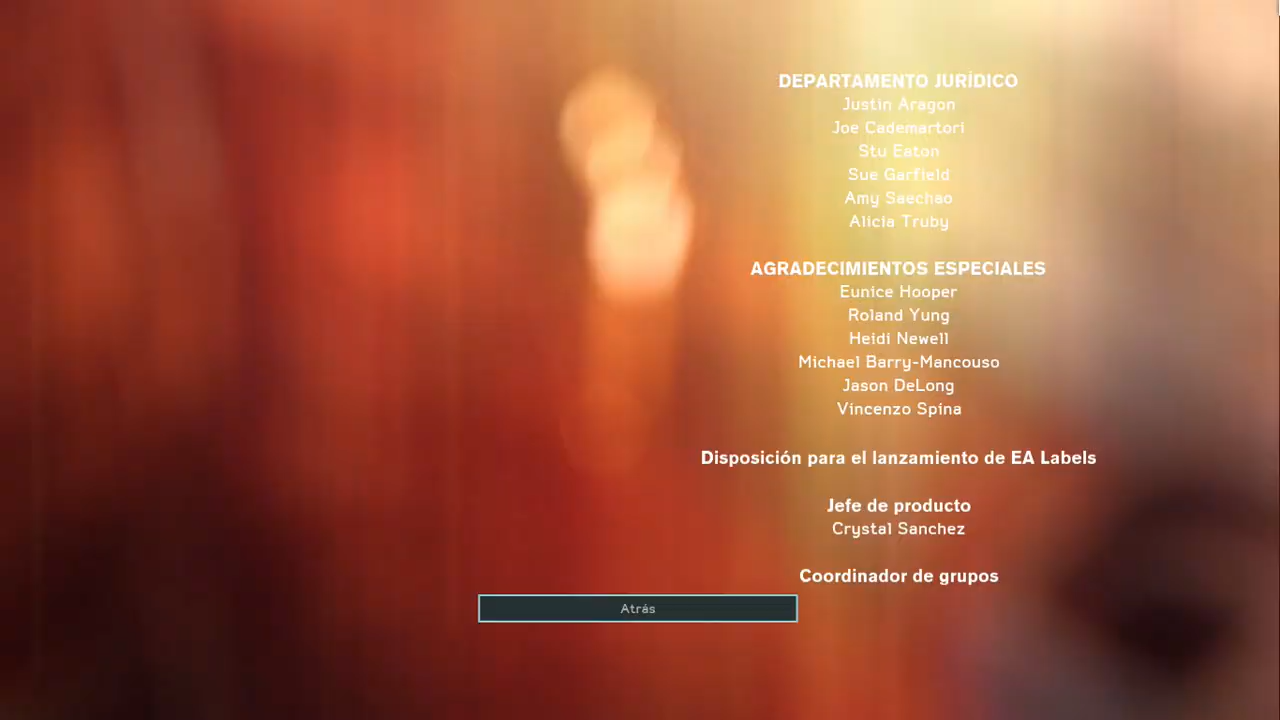 DEPARTAMENTO JURÍDICO
Justin Aragon
Joe Cademartori
Stu Eaton
Sue Garfield
Amy Saechao
Alicia Truby
AGRADECIMIENTOS ESPECIALES
Eunice Hooper
Roland Yung
Heidi Newell
Michael Barry-Mancouso
Jason DeLong
Vincenzo Spina
Disposición para el lanzamiento de EA Labels
Jefe de producto
Crystal Sanchez
Coordinador de grupos
Atrás